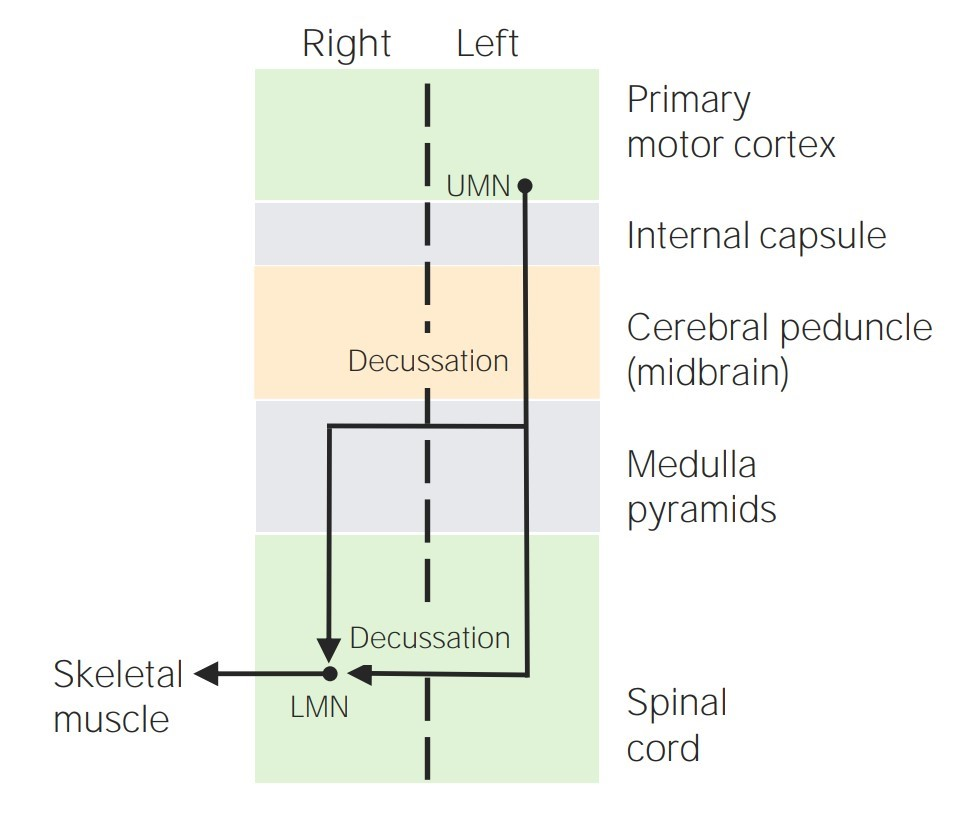 Right
Left
Primary
motor cortex
UMN
Internal capsule
Cerebral peduncle
(midbrain)
Decussation
Medulla
pyramids
Decussation
Skeletal
muscle
LMN
Spinal
cord